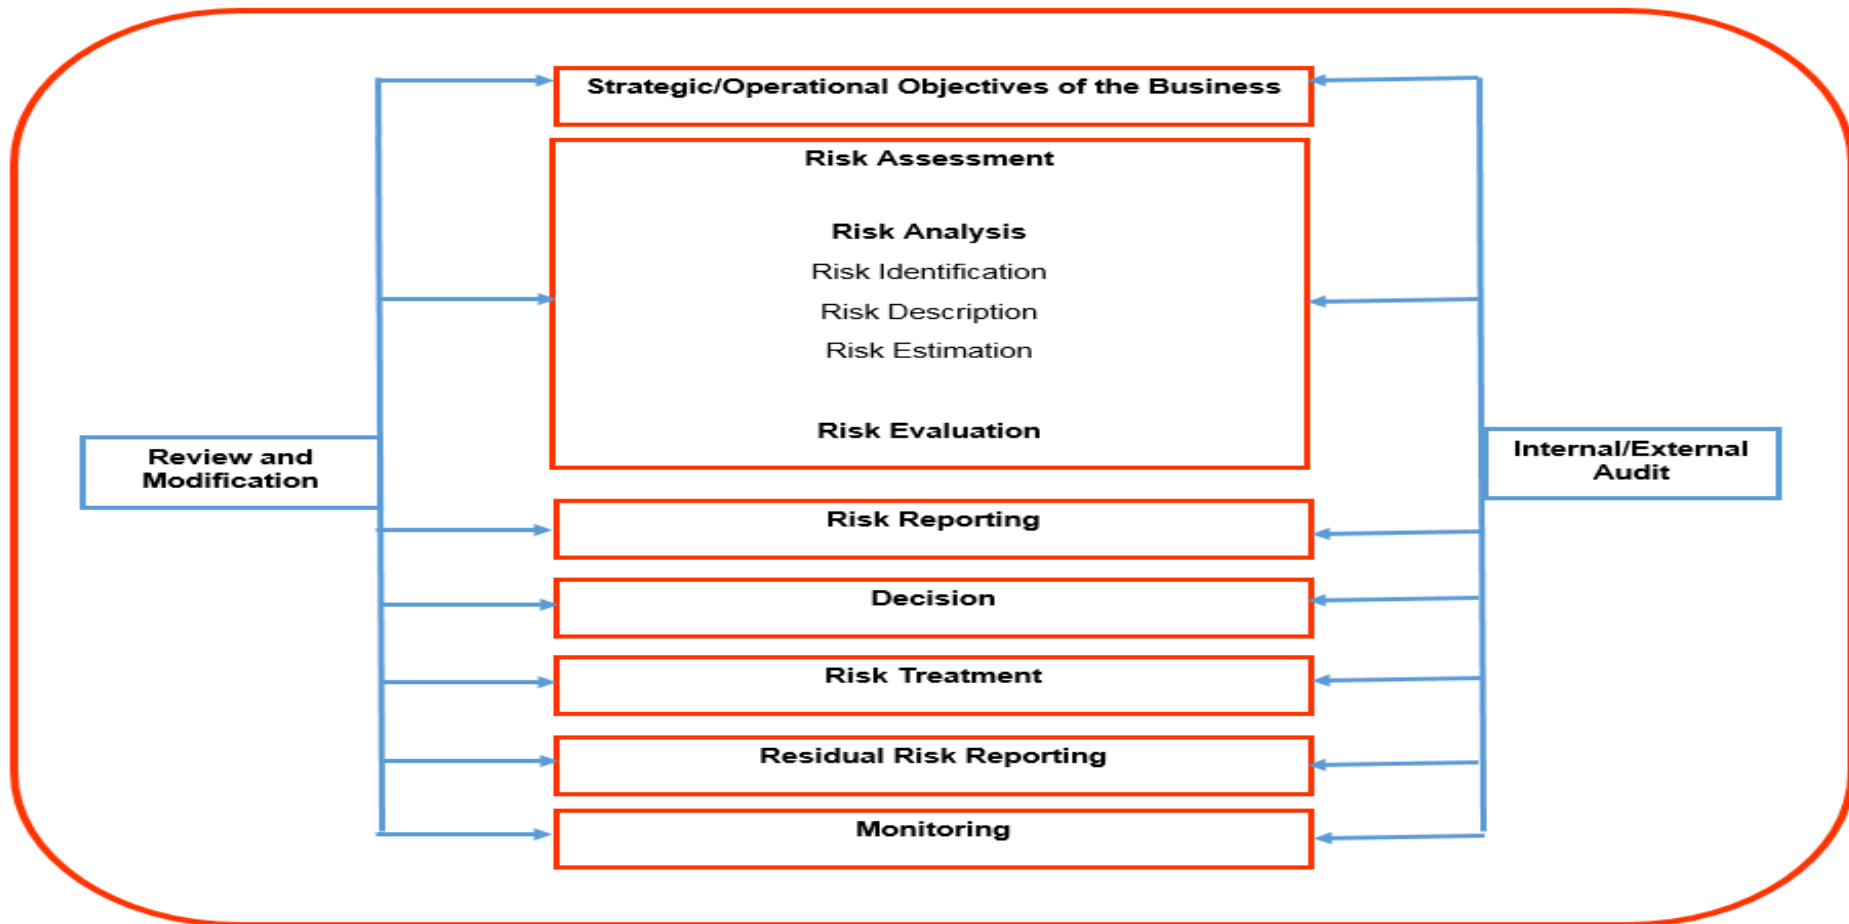 Strategic/Operational Objectives of the Business
Risk Assessment
Risk Analysis
Risk Identification
Risk Description
Risk Estimation
Risk Evaluation
Review and
Modification
Internal/External
Audit
Risk Reporting
Decision
Risk Treatment
Residual Risk Reporting
Monitoring